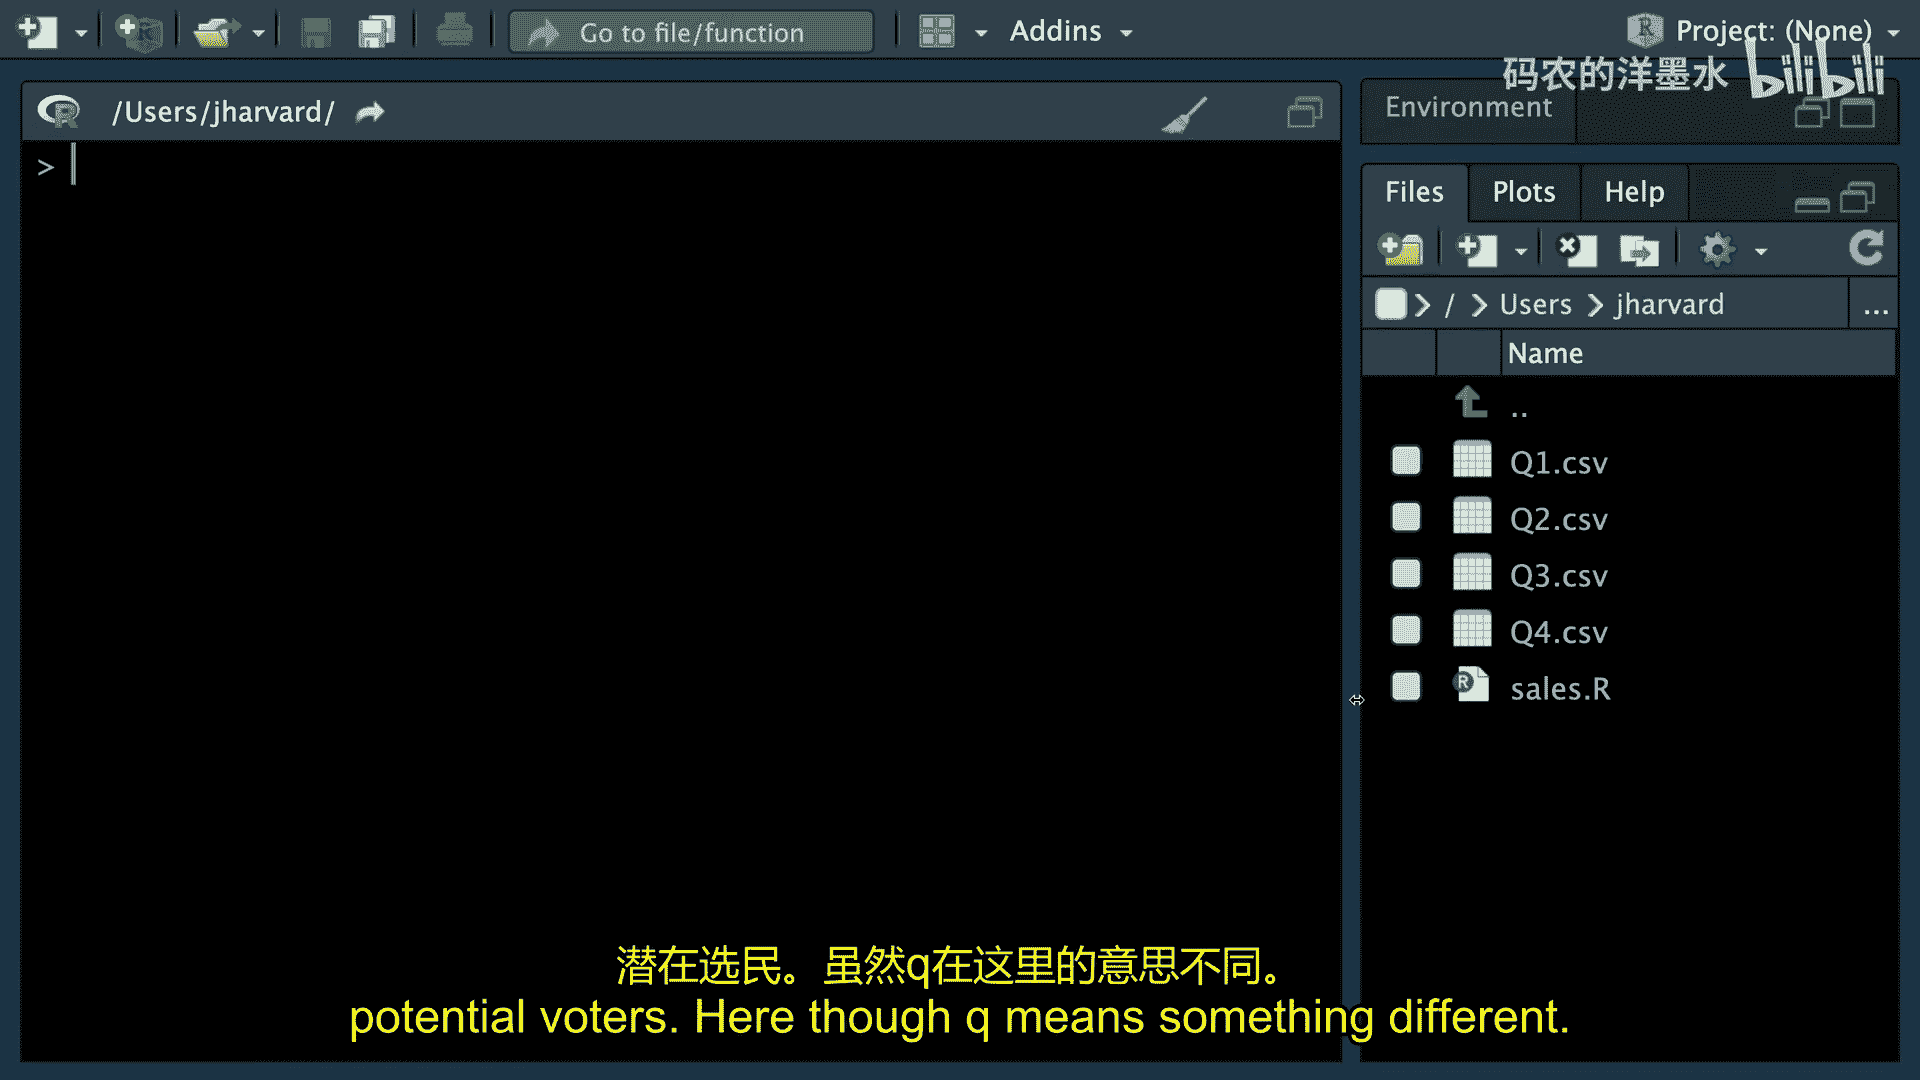 Go to file/function
Addins
Project: (None)
码农的洋墨水 bilibili
/Users/jharvard/
Environment
>
Files Plots Help
/ Users jharvard ...
Name
..
Q1.csv
Q2.csv
Q3.csv
Q4.csv
sales.R
潜在选民。虽然q在这里的意思不同。
potential voters. Here though q means something different.